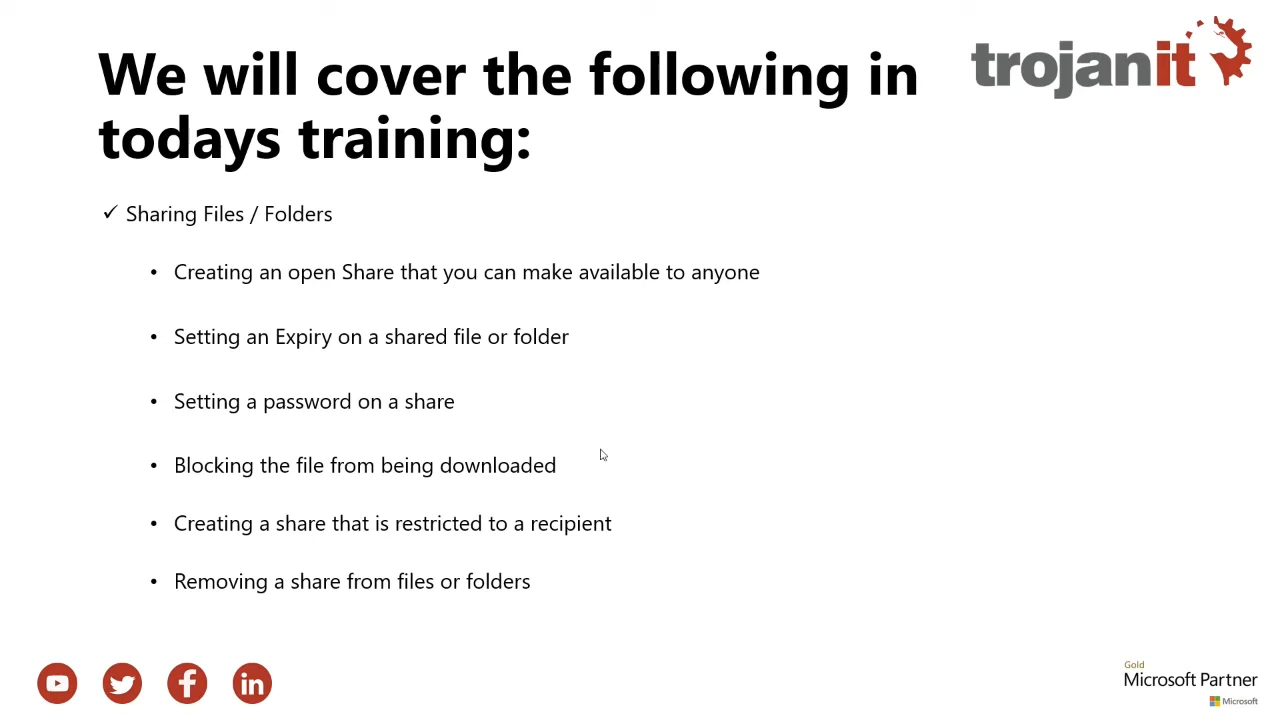 We will cover the following in
todays training:
trojanit
✓ Sharing Files / Folders
• Creating an open Share that you can make available to anyone
• Setting an Expiry on a shared file or folder
• Setting a password on a share
• Blocking the file from being downloaded
• Creating a share that is restricted to a recipient
• Removing a share from files or folders
Gold
Microsoft Partner
Microsoft